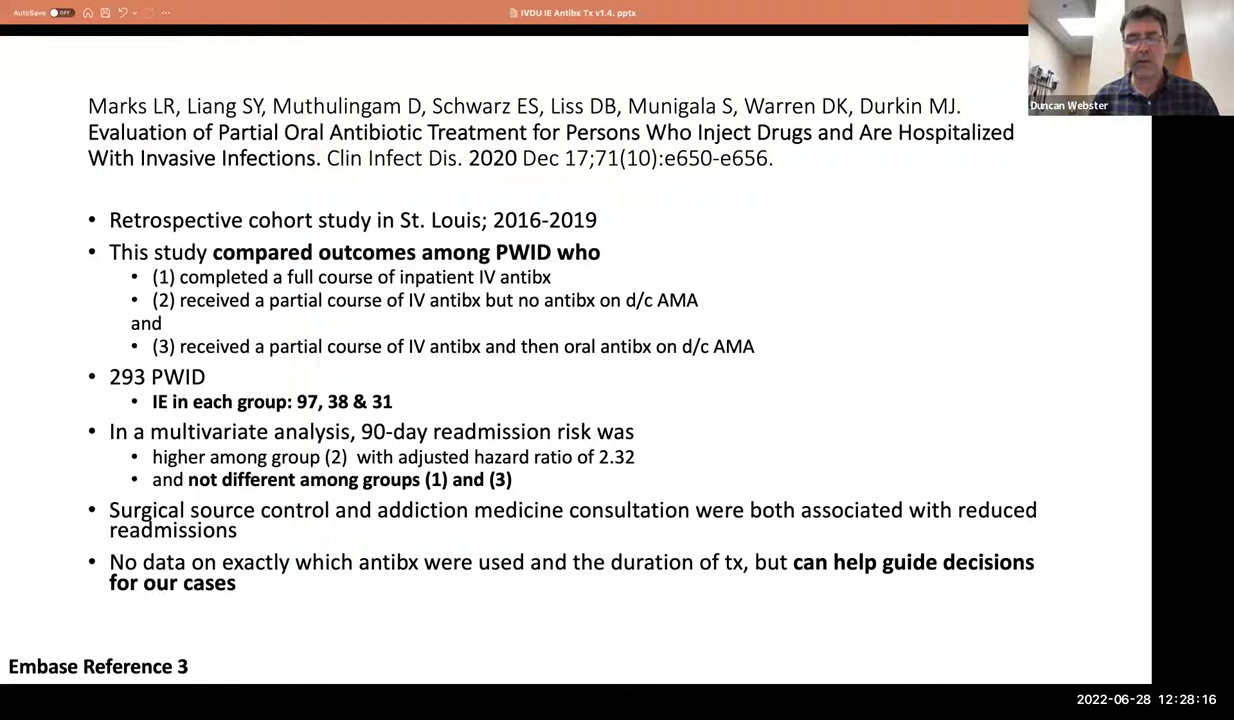 AutoSave OFF
IVDU IE Antibx Tx v1.4. pptx
Duncan Webster
Marks LR, Liang SY, Muthulingam D, Schwarz ES, Liss DB, Munigala S, Warren DK, Durkin MJ.
Evaluation of Partial Oral Antibiotic Treatment for Persons Who Inject Drugs and Are Hospitalized
With Invasive Infections. Clin Infect Dis. 2020 Dec 17;71(10):e650-e656.
• Retrospective cohort study in St. Louis; 2016-2019
• This study compared outcomes among PWID who
• (1) completed a full course of inpatient IV antibx
• (2) received a partial course of IV antibx but no antibx on d/c AMA
and
• (3) received a partial course of IV antibx and then oral antibx on d/c AMA
• 293 PWID
• IE in each group: 97, 38 & 31
• In a multivariate analysis, 90-day readmission risk was
• higher among group (2) with adjusted hazard ratio of 2.32
• and not different among groups (1) and (3)
• Surgical source control and addiction medicine consultation were both associated with reduced
readmissions
• No data on exactly which antibx were used and the duration of tx, but can help guide decisions
for our cases
Embase Reference 3
2022-06-28 12:28:16